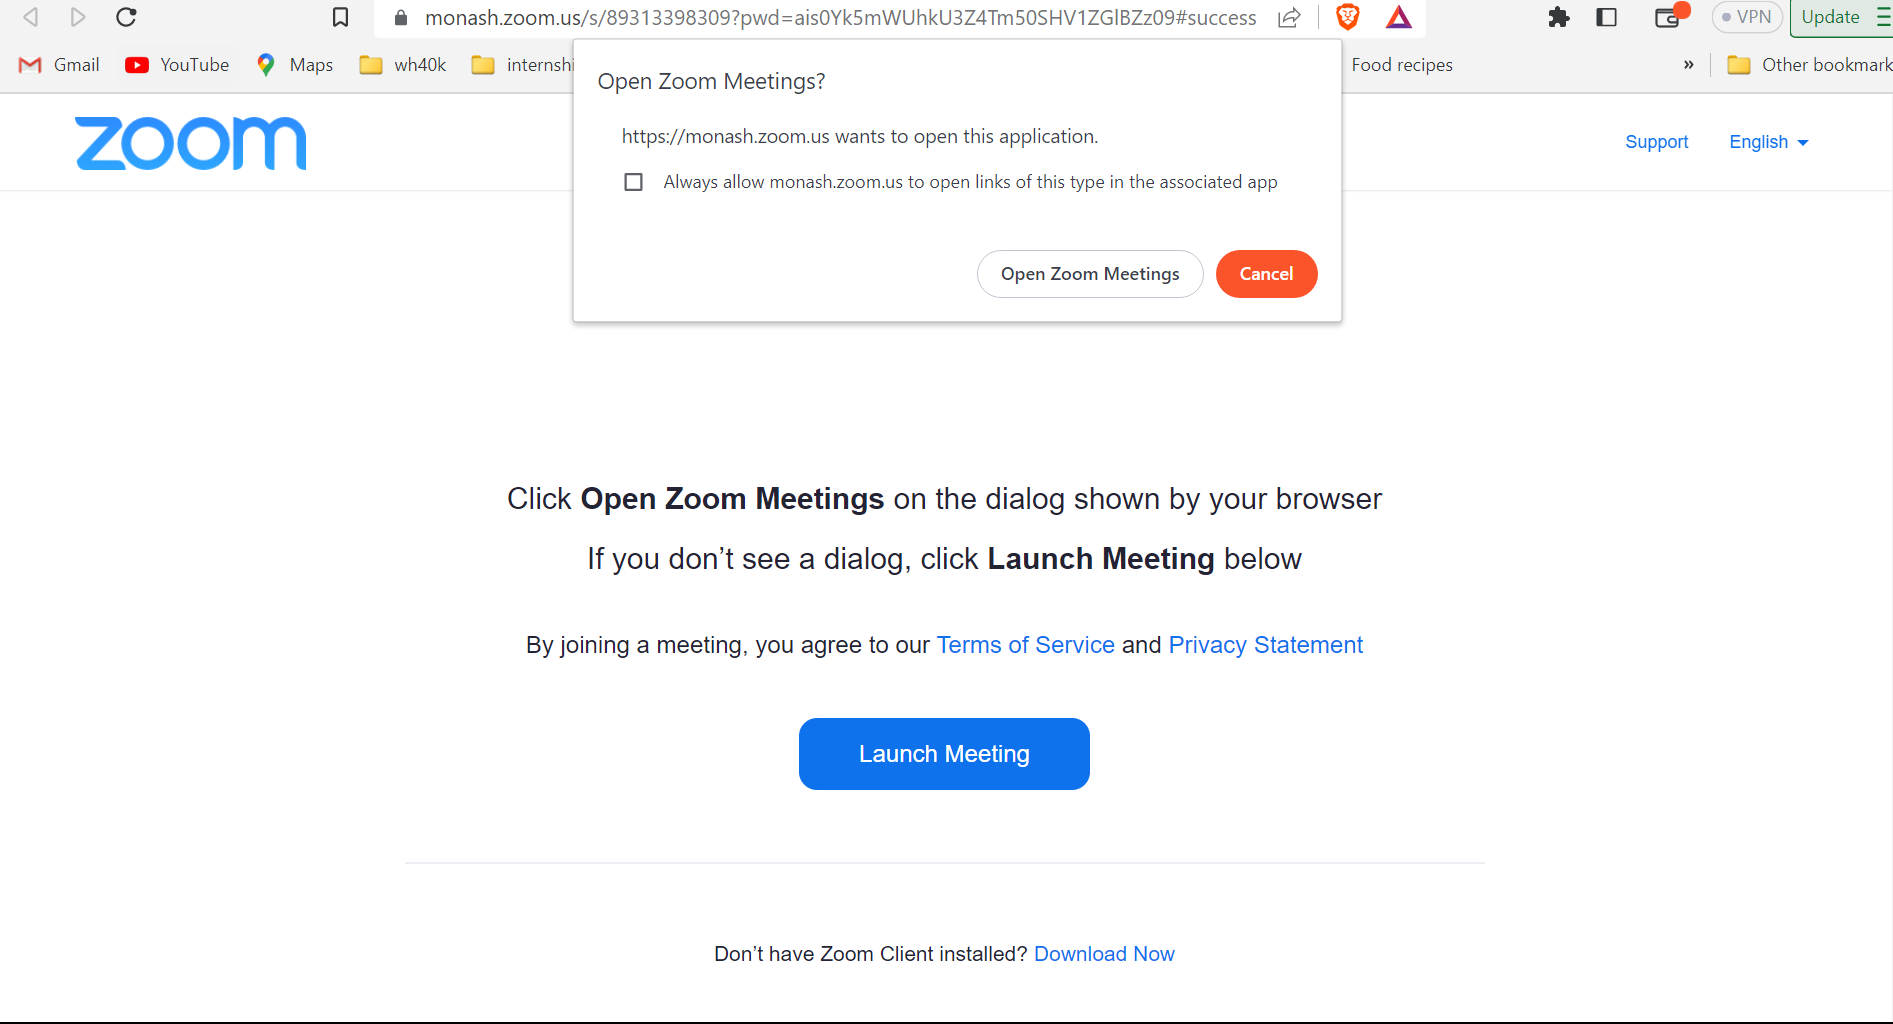 monash.zoom.us/s/89313398309?pwd=ais0Yk5mWUhkU3Z4Tm50SHV1ZGlBZz09#success
VPN
Update
Gmail
YouTube
Maps
wh40k
internshi
Food recipes
»
Other bookmark
Open Zoom Meetings?
https://monash.zoom.us wants to open this application.
Always allow monash.zoom.us to open links of this type in the associated app
Open Zoom Meetings
Cancel
zoom
Support
English
Click Open Zoom Meetings on the dialog shown by your browser
If you don’t see a dialog, click Launch Meeting below
By joining a meeting, you agree to our Terms of Service and Privacy Statement
Launch Meeting
Don’t have Zoom Client installed? Download Now